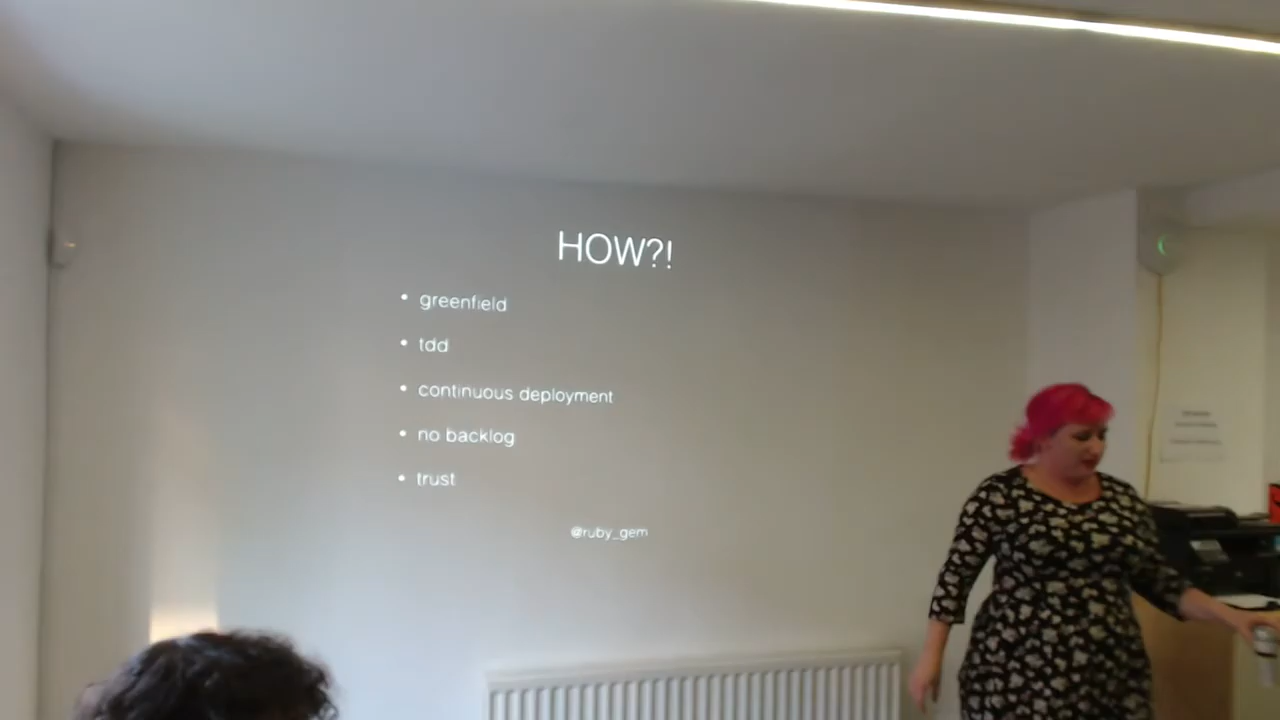 HOW?!
• greenfield
• tdd
• continuous deployment
• no backlog
• trust
@ruby_gem